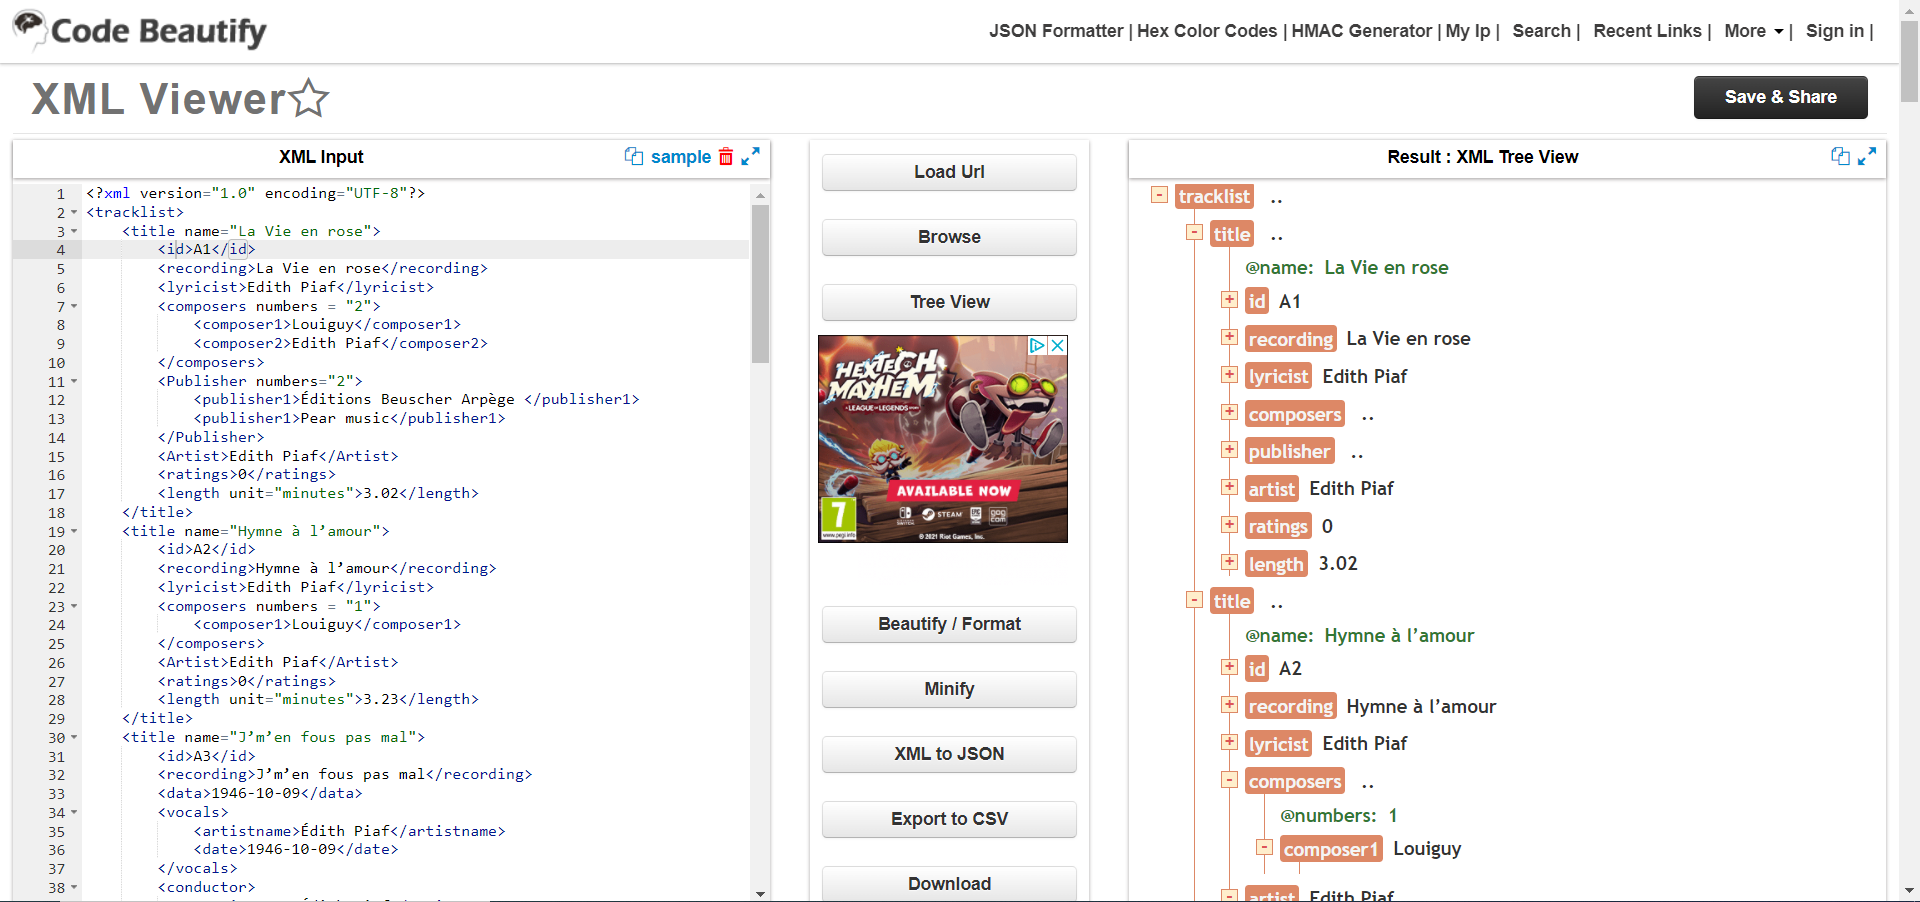 Code Beautify
JSON Formatter | Hex Color Codes | HMAC Generator | My Ip | Search | Recent Links | More | Sign in |
XML Viewer
Save & Share
XML Input
sample
1 <?xml version="1.0" encoding="UTF-8"?>
2 <tracklist>
3 <title name="La Vie en rose">
4 <id>A1</id>
5 <recording>La Vie en rose</recording>
6 <lyricist>Edith Piaf</lyricist>
7 <composers numbers = "2">
8 <composer1>Louiguy</composer1>
9 <composer2>Edith Piaf</composer2>
10 </composers>
11 <Publisher numbers="2">
12 <publisher1>Éditions Beuscher Arpège </publisher1>
13 <publisher1>Pear music</publisher1>
14 </Publisher>
15 <Artist>Edith Piaf</Artist>
16 <ratings>0</ratings>
17 <length unit="minutes">3.02</length>
18 </title>
19 <title name="Hymne à l’amour">
20 <id>A2</id>
21 <recording>Hymne à l’amour</recording>
22 <lyricist>Edith Piaf</lyricist>
23 <composers numbers = "1">
24 <composer1>Louiguy</composer1>
25 </composers>
26 <Artist>Edith Piaf</Artist>
27 <ratings>0</ratings>
28 <length unit="minutes">3.23</length>
29 </title>
30 <title name="J’m’en fous pas mal">
31 <id>A3</id>
32 <recording>J’m’en fous pas mal</recording>
33 <data>1946-10-09</data>
34 <vocals>
35 <artistname>Édith Piaf</artistname>
36 <date>1946-10-09</date>
37 </vocals>
38 <conductor>
Load Url
Browse
Tree View
HEXTECH
MAYHEM
A LEAGUE OF LEGENDS STORY
AVAILABLE NOW
7
www.pegi.info
STEAM
gog
com
© 2021 Riot Games, Inc.
Beautify / Format
Minify
XML to JSON
Export to CSV
Download
Result : XML Tree View
tracklist ..
title ..
@name: La Vie en rose
id A1
recording La Vie en rose
lyricist Edith Piaf
composers ..
publisher ..
artist Edith Piaf
ratings 0
length 3.02
title ..
@name: Hymne à l’amour
id A2
recording Hymne à l’amour
lyricist Edith Piaf
composers ..
@numbers: 1
composer1 Louiguy
artist Edith Piaf